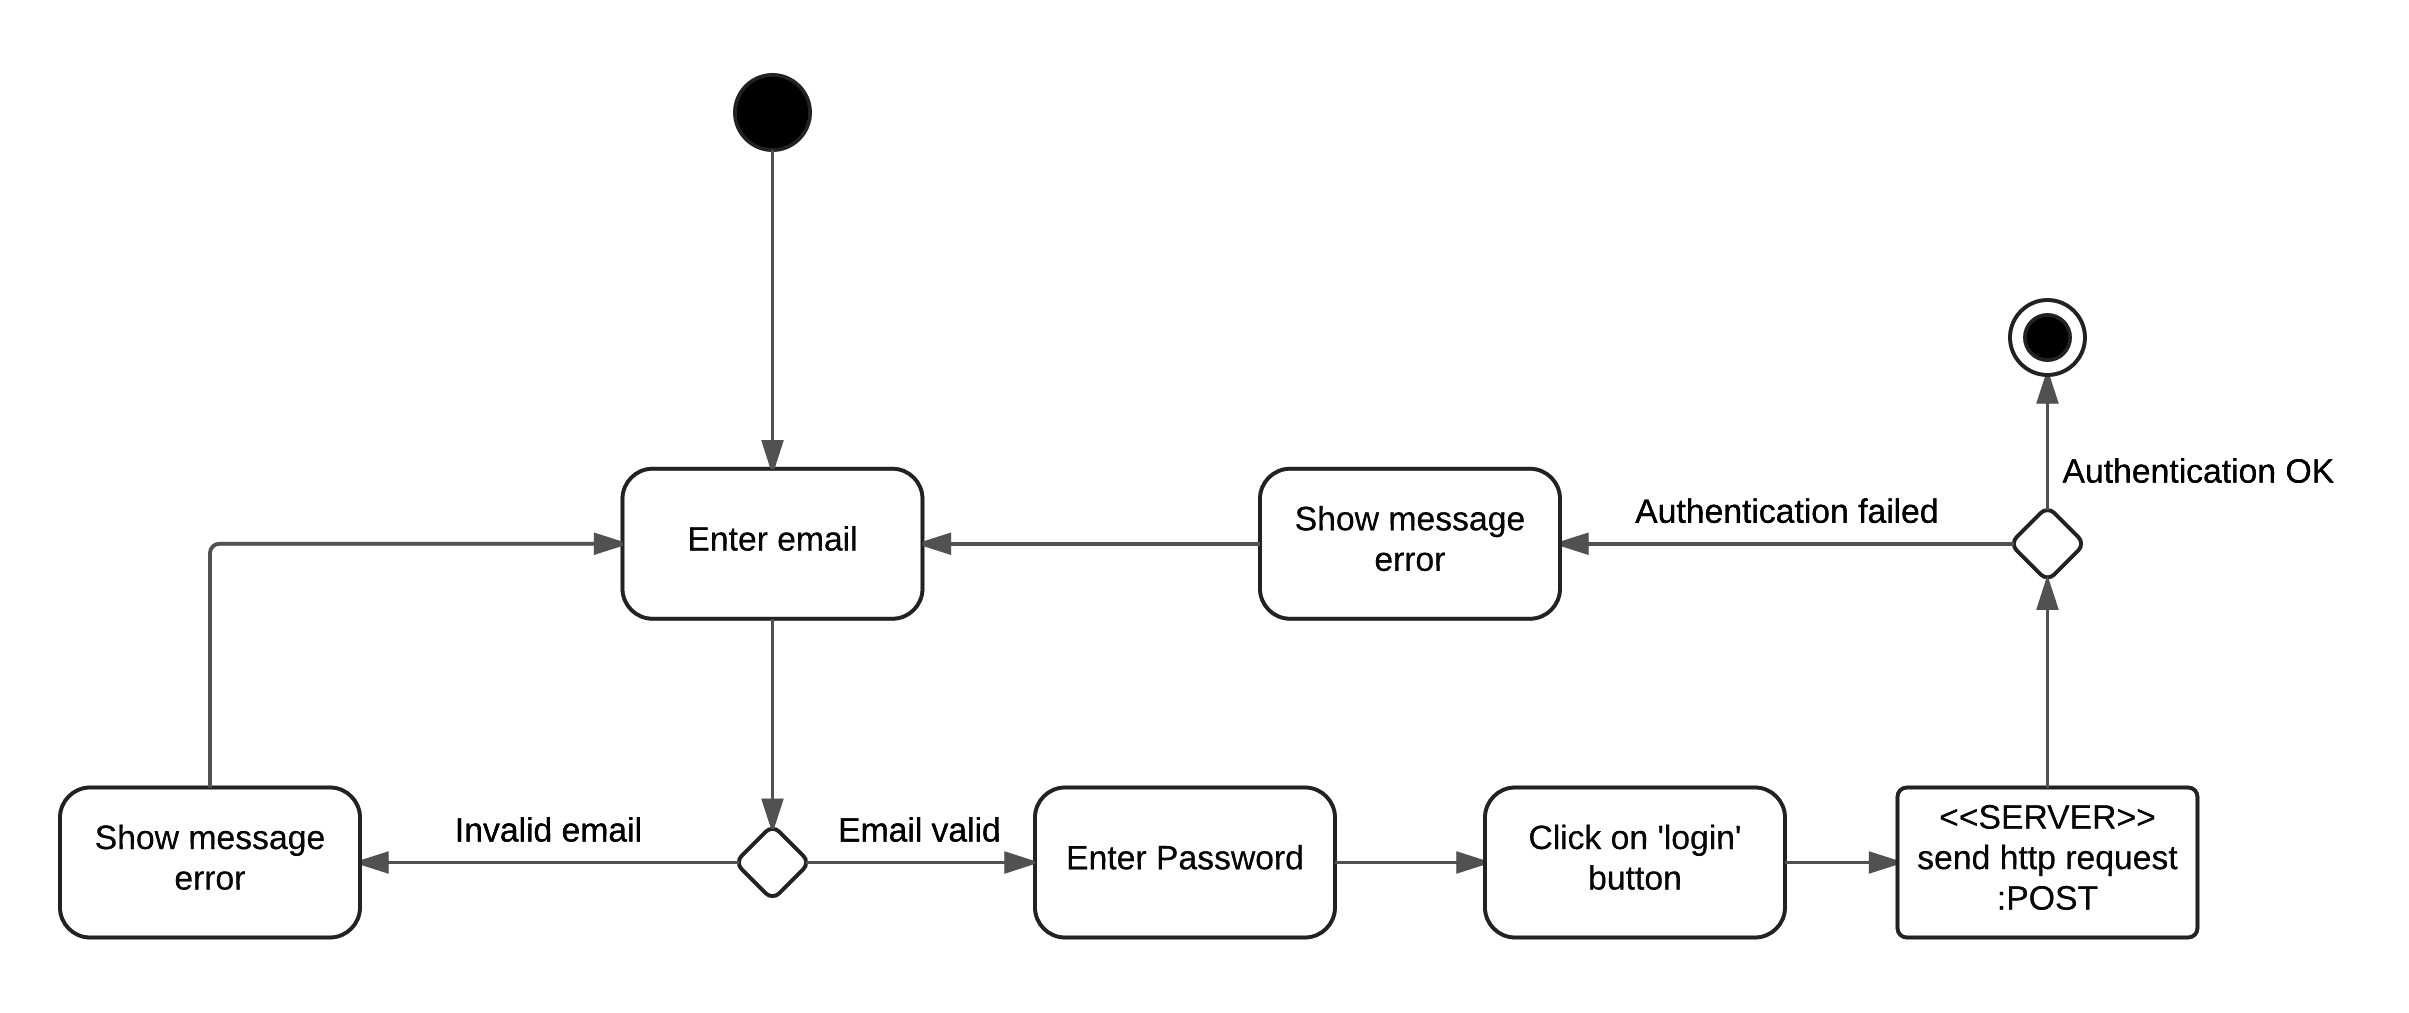 Enter email
Show message
error
Authentication failed
Authentication OK
Show message
error
Invalid email
Email valid
Enter Password
Click on 'login'
button
<<SERVER>>
send http request
:POST